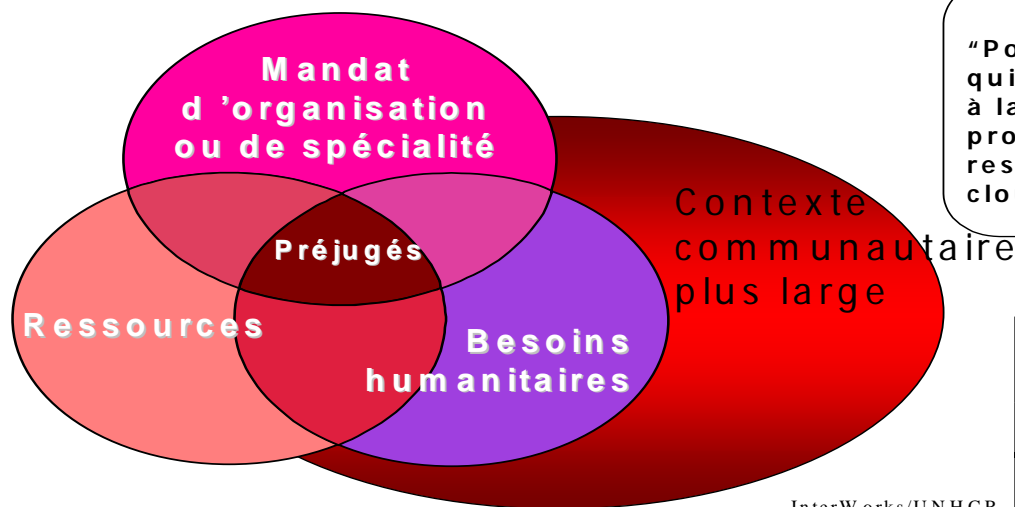 Mandat
d ’organisation
ou de spécialité
Préjugés
Ressources
Besoins
humanitaires
Contexte
communautaire
plus large
“Po
qui
à la
pro
res
clo
InterWorks/UNHCR